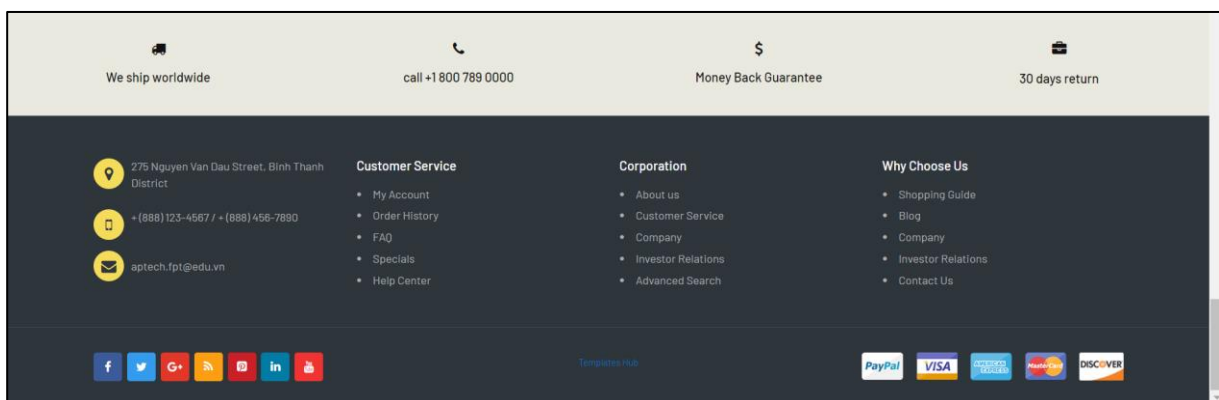 We ship worldwide
call +1 800 789 0000
Money Back Guarantee
30 days return
275 Nguyen Van Dau Street, Binh Thanh
District
+ (888) 123-4567 / + (888) 456-7890
aptech.fpt@edu.vn
Customer Service
My Account
Order History
FAQ
Specials
Help Center
Corporation
About us
Customer Service
Company
Investor Relations
Advanced Search
Why Choose Us
Shopping Guide
Blog
Company
Investor Relations
Contact Us
Templates Hub
PayPal
VISA
AMERICAN
EXPRESS
MasterCard
DISCOVER